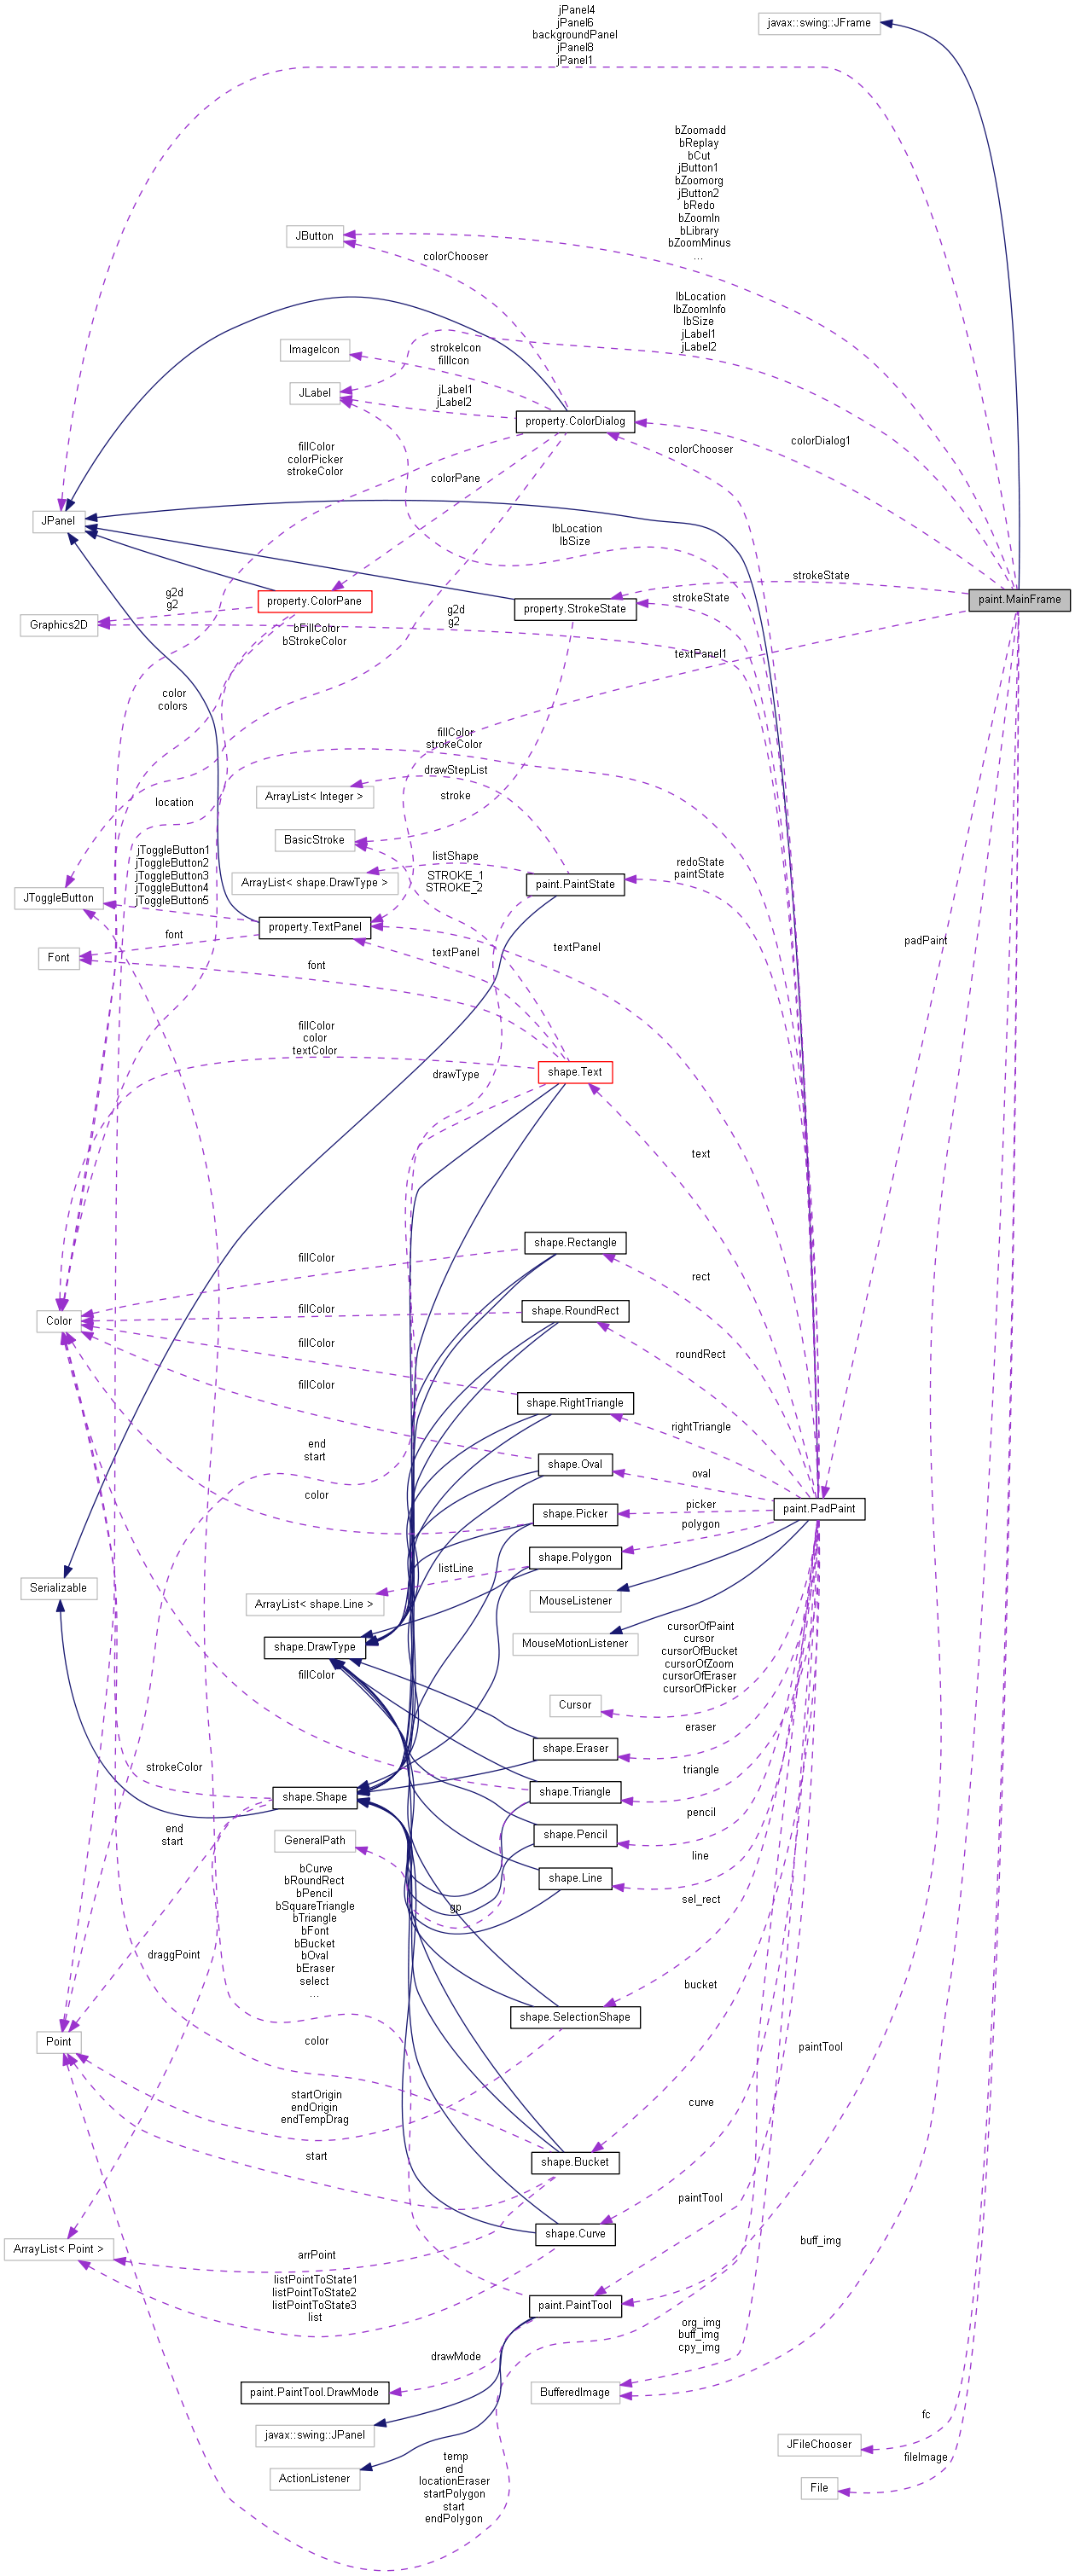 jPanel4
jPanel6
backgroundPanel
jPanel8
jPanel1
javax::swing::JFrame
bZoomadd
bReplay
bCut
jButton1
bZoomorg
jButton2
bRedo
bZoomIn
bLibrary
bZoomMinus
...
JButton
colorChooser
lbLocation
lbZoomInfo
lbSize
jLabel1
jLabel2
ImageIcon
strokeIcon
fillIcon
JLabel
jLabel1
jLabel2
property.ColorDialog
colorDialog1
fillColor
colorPicker
strokeColor
colorPane
colorChooser
JPanel
lbLocation
lbSize
strokeState
property.ColorPane
g2d
g2
property.StrokeState
strokeState
paint.MainFrame
Graphics2D
bFillColor
bStrokeColor
g2d
g2
textPanel1
color
colors
fillColor
strokeColor
drawStepList
ArrayList< Integer >
stroke
location
BasicStroke
jToggleButton1
jToggleButton2
jToggleButton3
jToggleButton4
jToggleButton5
listShape
ArrayList< shape.DrawType >
STROKE_1
STROKE_2
paint.PaintState
redoState
paintState
JToggleButton
property.TextPanel
font
Font
font
textPanel
textPanel
padPaint
fillColor
color
textColor
drawType
shape.Text
text
shape.Rectangle
fillColor
rect
Color
fillColor
shape.RoundRect
fillColor
roundRect
fillColor
shape.RightTriangle
rightTriangle
end
start
shape.Oval
oval
color
shape.Picker
picker
paint.PadPaint
polygon
shape.Polygon
listLine
Serializable
ArrayList< shape.Line >
MouseListener
shape.DrawType
MouseMotionListener
cursorOfPaint
cursor
cursorOfBucket
cursorOfZoom
cursorOfEraser
cursorOfPicker
fillColor
Cursor
eraser
shape.Eraser
strokeColor
shape.Shape
triangle
shape.Triangle
end
start
GeneralPath
pencil
shape.Pencil
line
shape.Line
bCurve
bRoundRect
bPencil
bSquareTriangle
bTriangle
bFont
bBucket
bOval
bEraser
select
...
gp
sel_rect
draggPoint
shape.SelectionShape
bucket
Point
color
paintTool
startOrigin
endOrigin
endTempDrag
curve
start
shape.Bucket
paintTool
ArrayList< Point >
arrPoint
shape.Curve
buff_img
listPointToState1
listPointToState2
listPointToState3
list
paint.PaintTool
org_img
buff_img
cpy_img
drawMode
paint.PaintTool.DrawMode
BufferedImage
fc
javax::swing::JPanel
JFileChooser
fileImage
ActionListener
File
temp
end
locationEraser
startPolygon
start
endPolygon